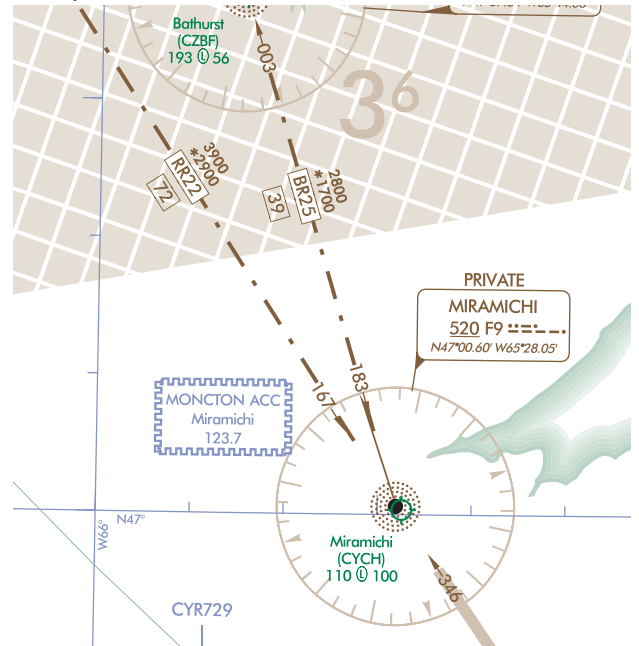 Bathurst
(CZBF)
193 Ⓛ 56
003
3⁶
3900
*2900
RR22
72
2800
*1700
BR25
39
PRIVATE
MIRAMICHI
520 F9
N47°00.60' W65°28.05'
167
183
MONCTON ACC
Miramichi
123.7
N47°
W66°
Miramichi
(CYCH)
110 Ⓛ 100
346
CYR729